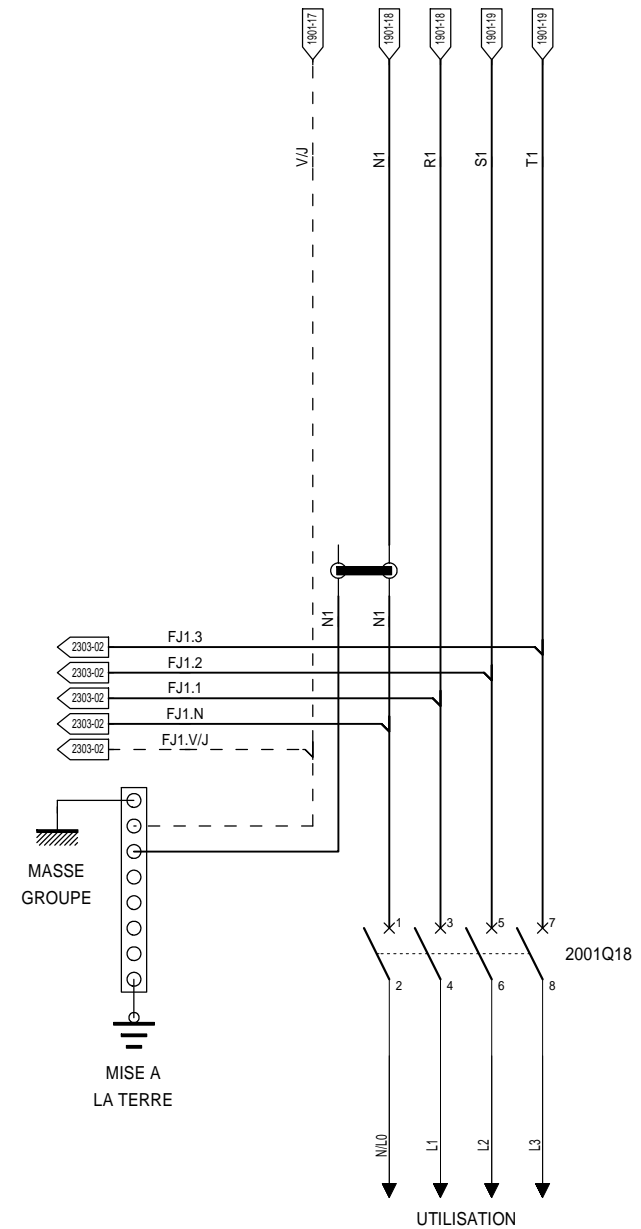 1901-17
1901-18
1901-18
1901-19
1901-19
V/J
N1
R1
S1
T1
N1
N1
2303-02
FJ1.3
2303-02
FJ1.2
2303-02
FJ1.1
2303-02
FJ1.N
2303-02
FJ1.V/J
MASSE
GROUPE
1
3
5
7
2001Q18
2
4
6
8
MISE A
LA TERRE
N/L0
L1
L2
L3
UTILISATION